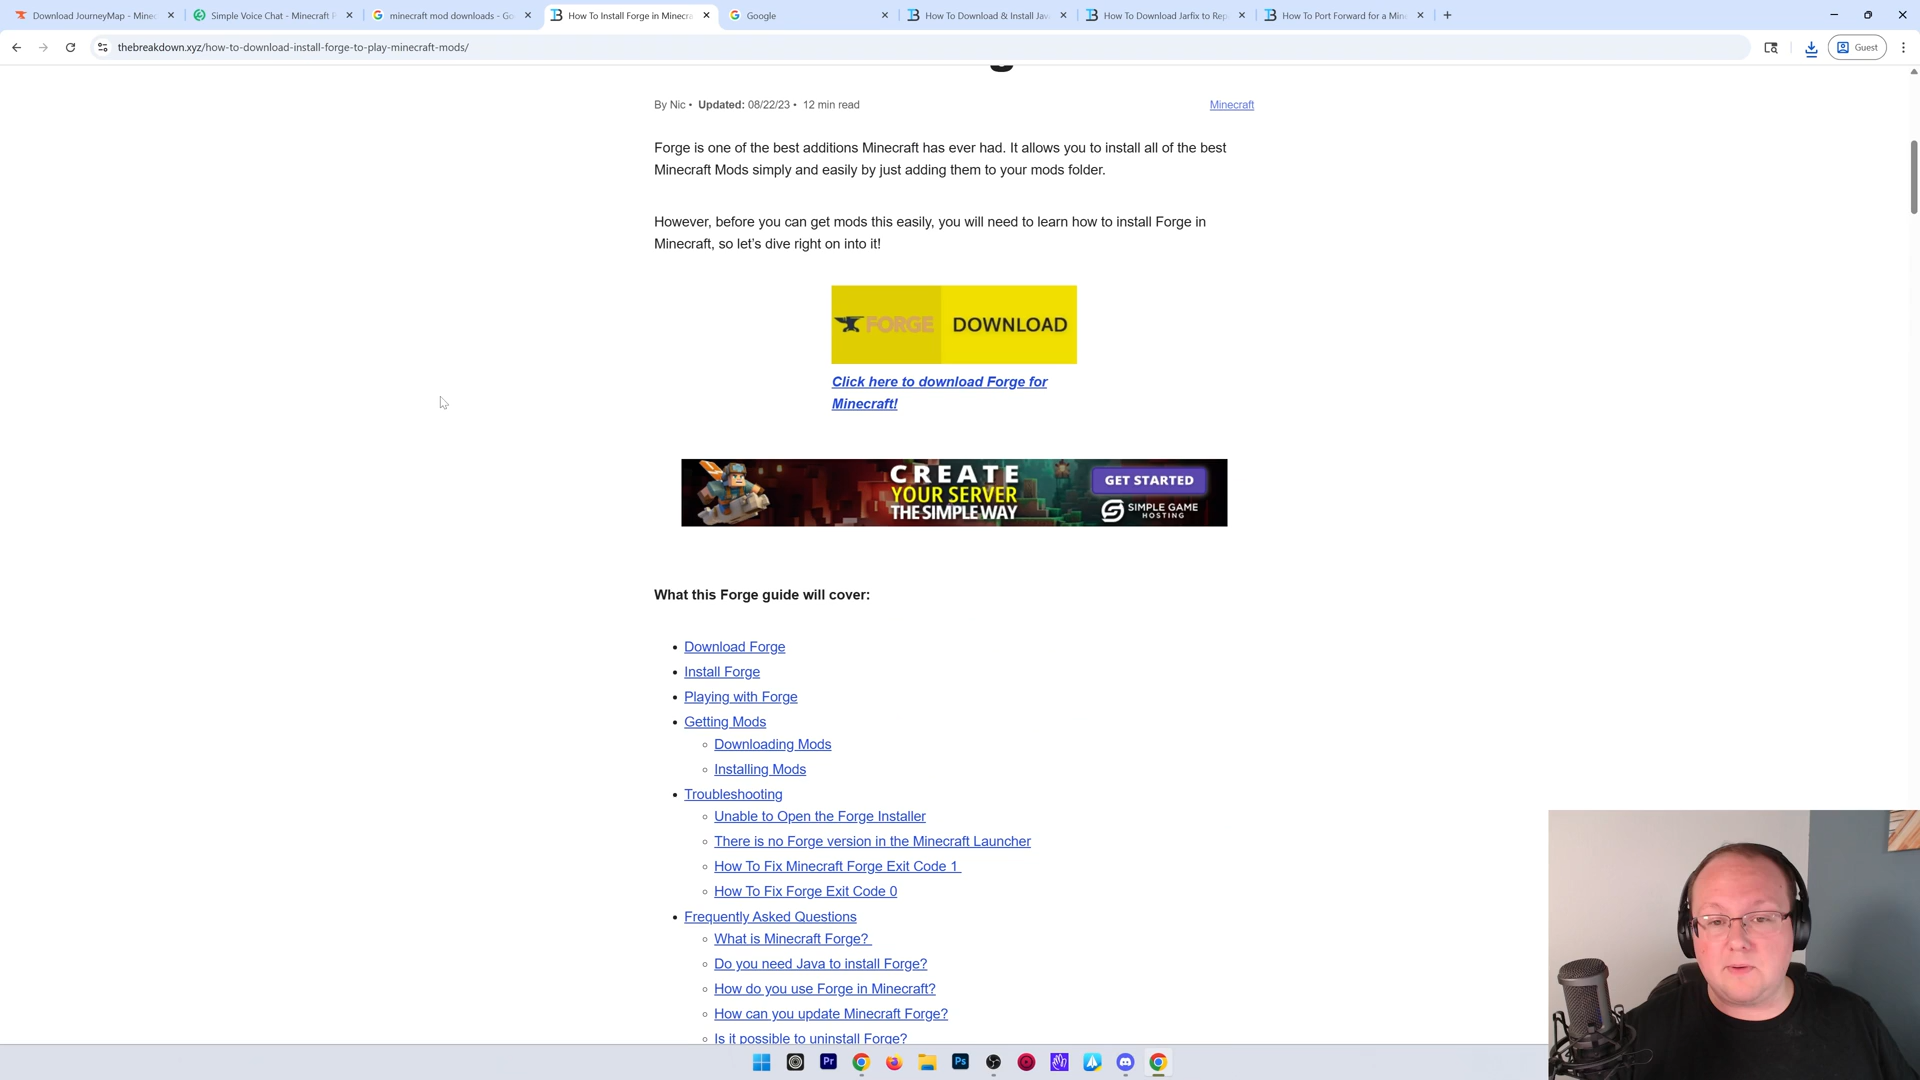 Download JourneyMap - Minec
Simple Voice Chat - Minecraft P
minecraft mod downloads - Go
How To Install Forge in Minecra
Google
How To Download & Install Jav
How To Download Jarfix to Rep
How To Port Forward for a Min
thebreakdown.xyz/how-to-download-install-forge-to-play-minecraft-mods/
Guest
By Nic • Updated: 08/22/23 • 12 min read
Minecraft
Forge is one of the best additions Minecraft has ever had. It allows you to install all of the best
Minecraft Mods simply and easily by just adding them to your mods folder.
However, before you can get mods this easily, you will need to learn how to install Forge in
Minecraft, so let's dive right on into it!
FORGE DOWNLOAD
Click here to download Forge for
Minecraft!
CREATE
YOUR SERVER
THE SIMPLE WAY
GET STARTED
SIMPLE GAME
HOSTING
What this Forge guide will cover:
• Download Forge
• Install Forge
• Playing with Forge
• Getting Mods
◦ Downloading Mods
◦ Installing Mods
• Troubleshooting
◦ Unable to Open the Forge Installer
◦ There is no Forge version in the Minecraft Launcher
◦ How To Fix Minecraft Forge Exit Code 1
◦ How To Fix Forge Exit Code 0
• Frequently Asked Questions
◦ What is Minecraft Forge?
◦ Do you need Java to install Forge?
◦ How do you use Forge in Minecraft?
◦ How can you update Minecraft Forge?
◦ Is it possible to uninstall Forge?
Pr
Ps